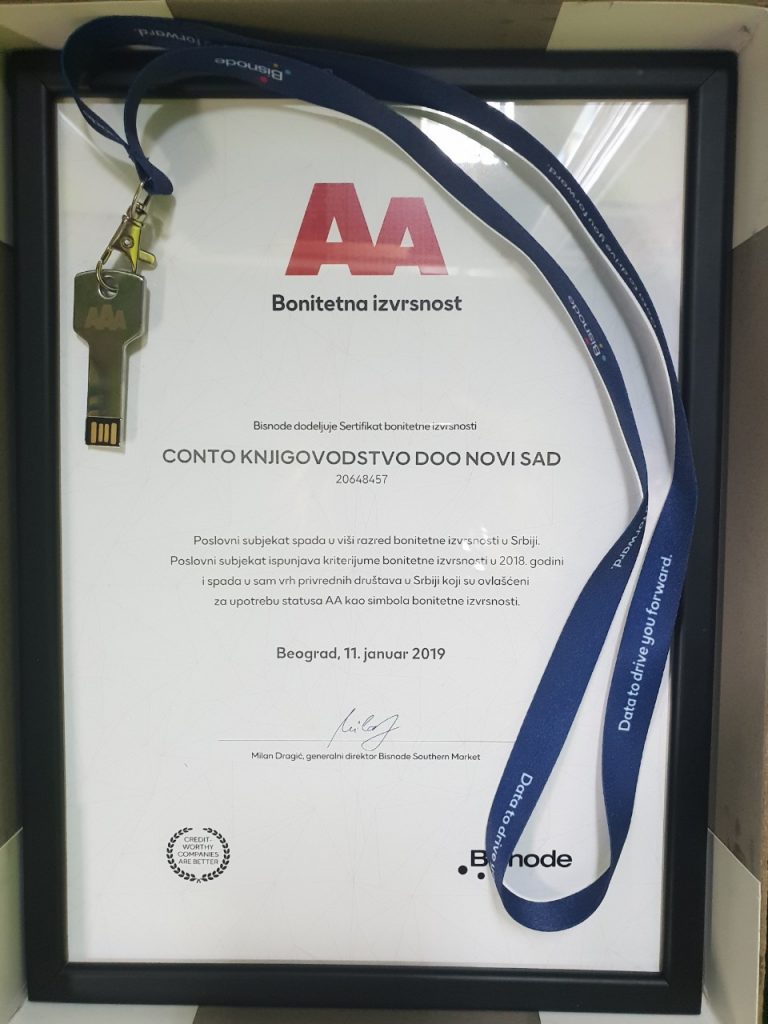 forward.
Bisnode
AA
Bonitetna izvrsnost
AAA
Data to drive you forward.
Bisnode
Bisnode dodeljuje Sertifikat bonitetne izvrsnosti
CONTO KNJIGOVODSTVO DOO NOVI SAD
20648457
Poslovni subjekat spada u viši razred bonitetne izvrsnosti u Srbiji.
Poslovni subjekat ispunjava kriterijume bonitetne izvrsnosti u 2018. godini
i spada u sam vrh privrednih društava u Srbiji koji su ovlašćeni
za upotrebu statusa AA kao simbola bonitetne izvrsnosti.
forward.
Data to drive you forward.
Beograd, 11. januar 2019
Milan Dragić, generalni direktor Bisnode Southern Market
Data to drive
CREDIT-
WORTHY
COMPANIES
ARE BETTER
B snode